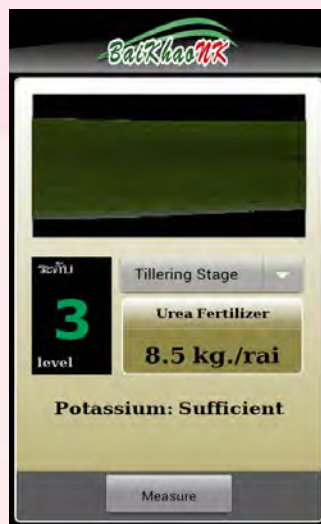 BaiKhaoNK
ระดับ
Tillering Stage
3
level
Urea Fertilizer
8.5 kg./rai
Potassium: Sufficient
Measure